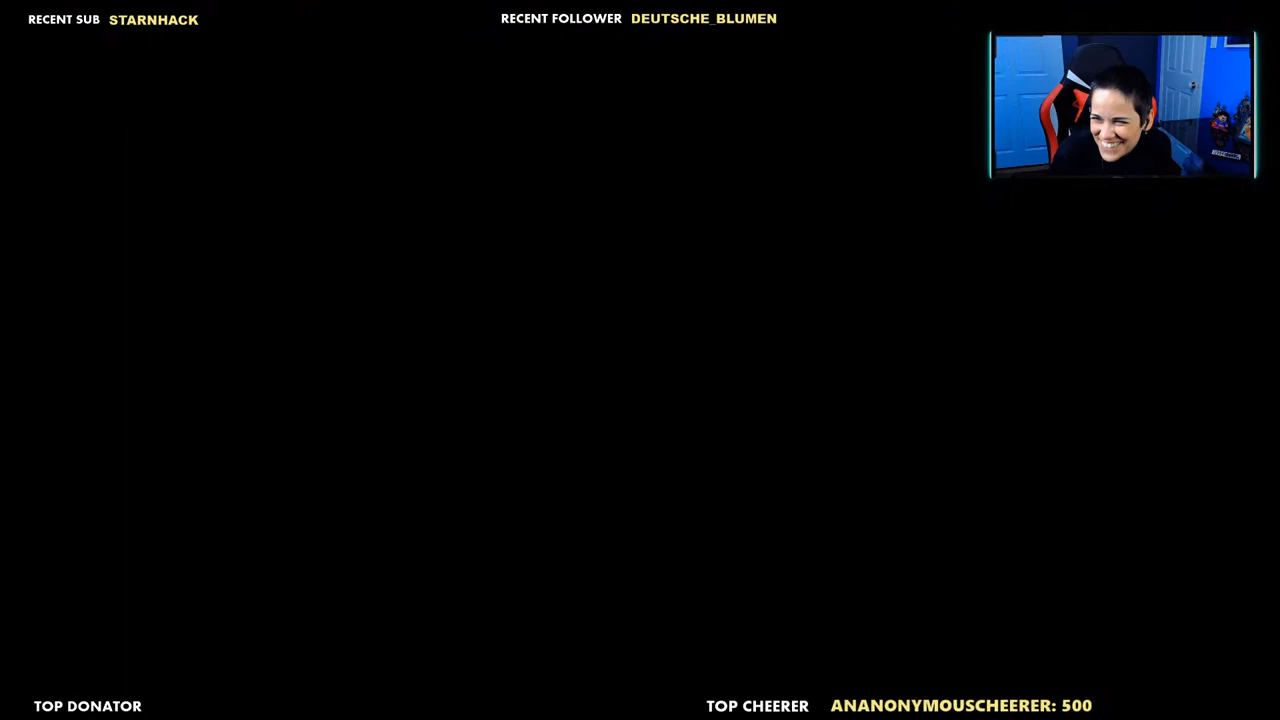 RECENT SUB STARNHACK
RECENT FOLLOWER DEUTSCHE_BLUMEN
TOP DONATOR
TOP CHEERER ANANONYMOUSCHEERER: 500